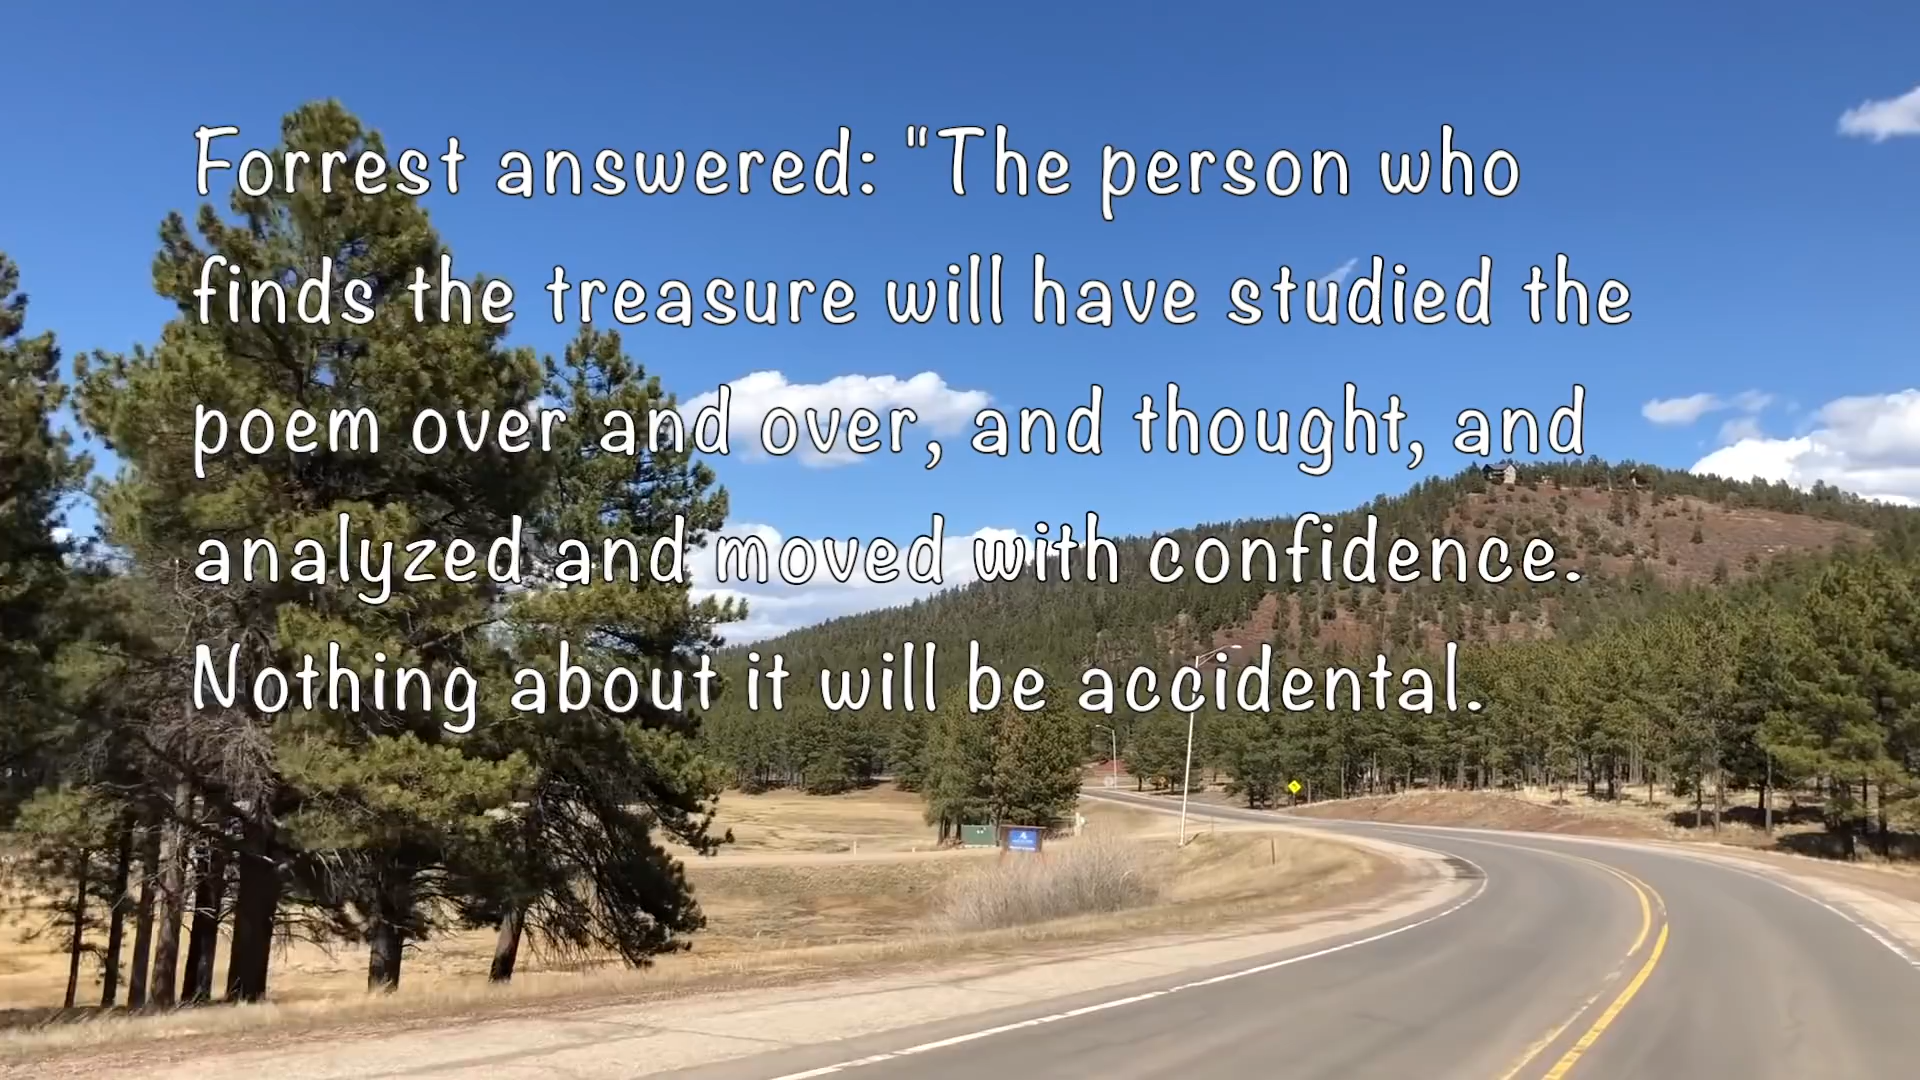 Forrest answered: "The person who
finds the treasure will have studied the
poem over and over, and thought, and
analyzed and moved with confidence.
Nothing about it will be accidental.